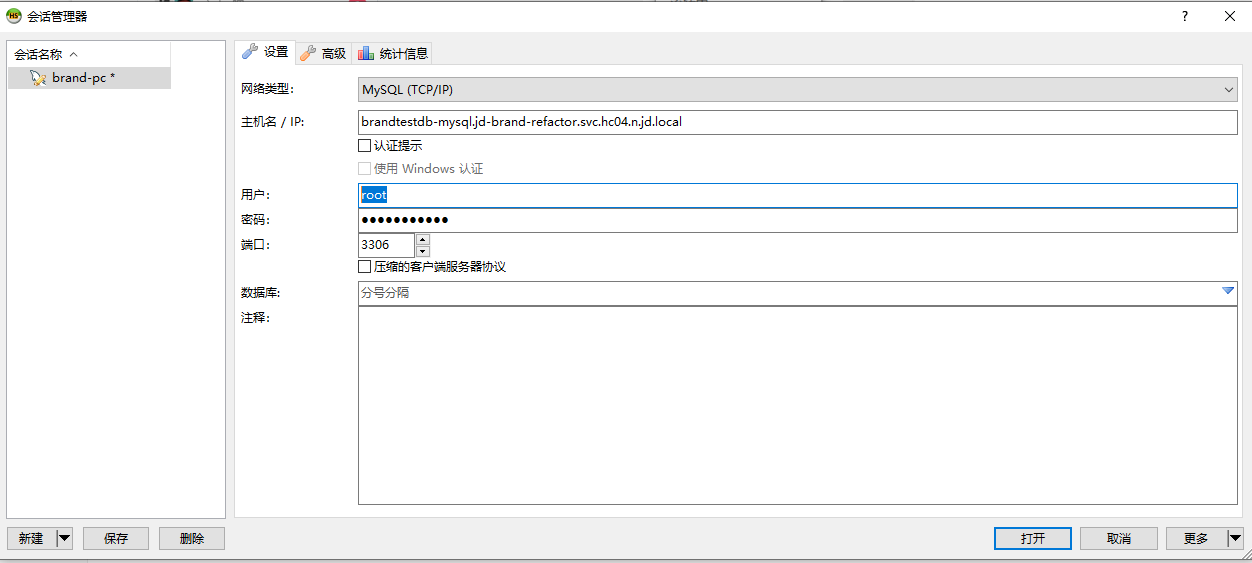 会话管理器
会话名称
brand-pc *
设置 高级 统计信息
网络类型: MySQL (TCP/IP)
主机名 / IP: brandtestdb-mysql.jd-brand-refactor.svc.hc04.n.jd.local
认证提示
使用 Windows 认证
用户: root
密码: ●●●●●●●●●●●
端口: 3306
压缩的客户端服务器协议
数据库: 分号分隔
注释:
新建 保存 删除 打开 取消 更多